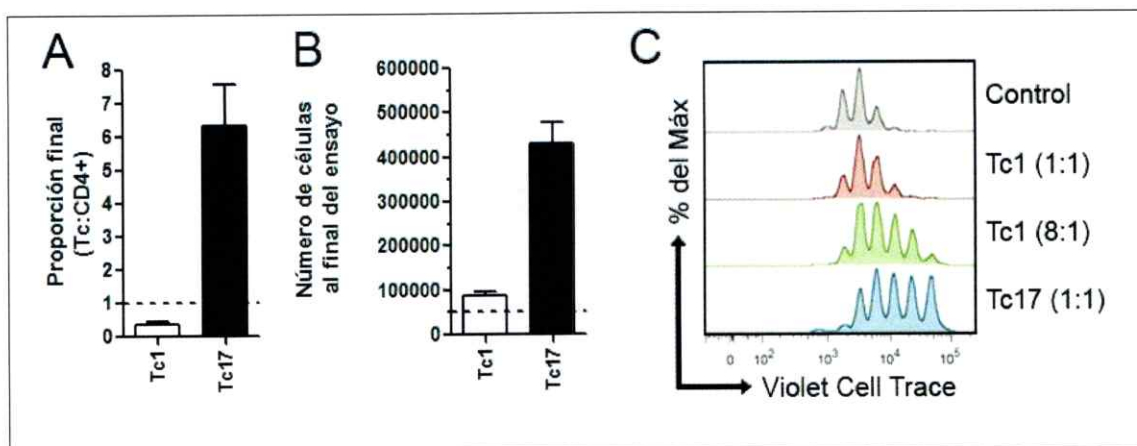 A
Proporción final
(Tc:CD4+)
8
7
6
5
4
3
2
1
0
Tc1
Tc17
B
Número de células
al final del ensayo
600000
500000
400000
300000
200000
100000
0
Tc1
Tc17
C
% del Máx
Control
Tc1 (1:1)
Tc1 (8:1)
Tc17 (1:1)
0 10² 10³ 10⁴ 10⁵
Violet Cell Trace